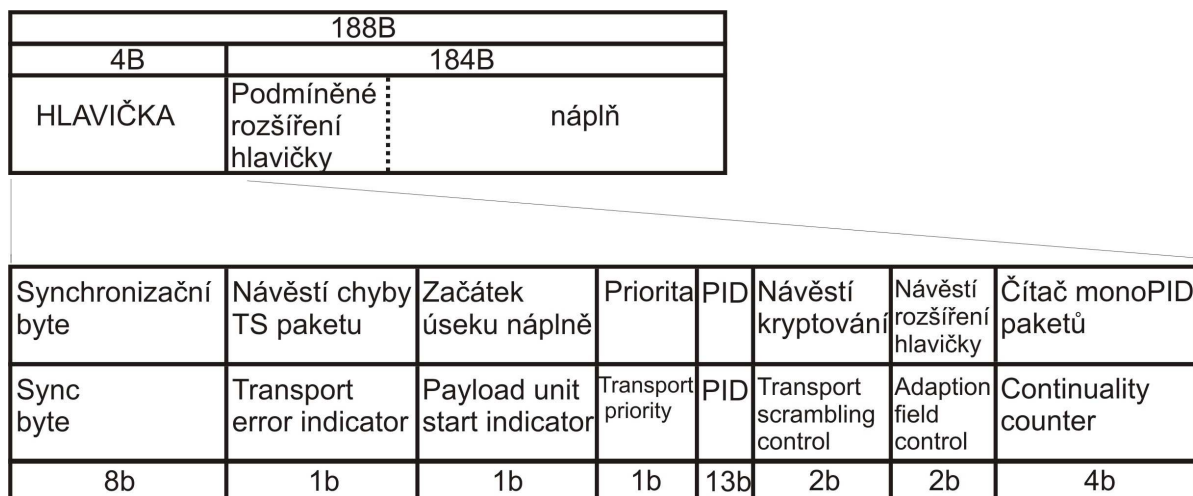 188B
4B 184B
HLAVIČKA
Podmíněné
rozšíření
hlavičky
náplň
Synchronizační
byte
Návěstí chyby
TS paketu
Začátek
úseku náplně
Priorita
PID
Návěstí
kryptování
Návěstí
rozšíření
hlavičky
Čítač monoPID
paketů
Sync
byte
Transport
error indicator
Payload unit
start indicator
Transport
priority
PID
Transport
scrambling
control
Adaption
field
control
Continuality
counter
8b 1b 1b 1b 13b 2b 2b 4b